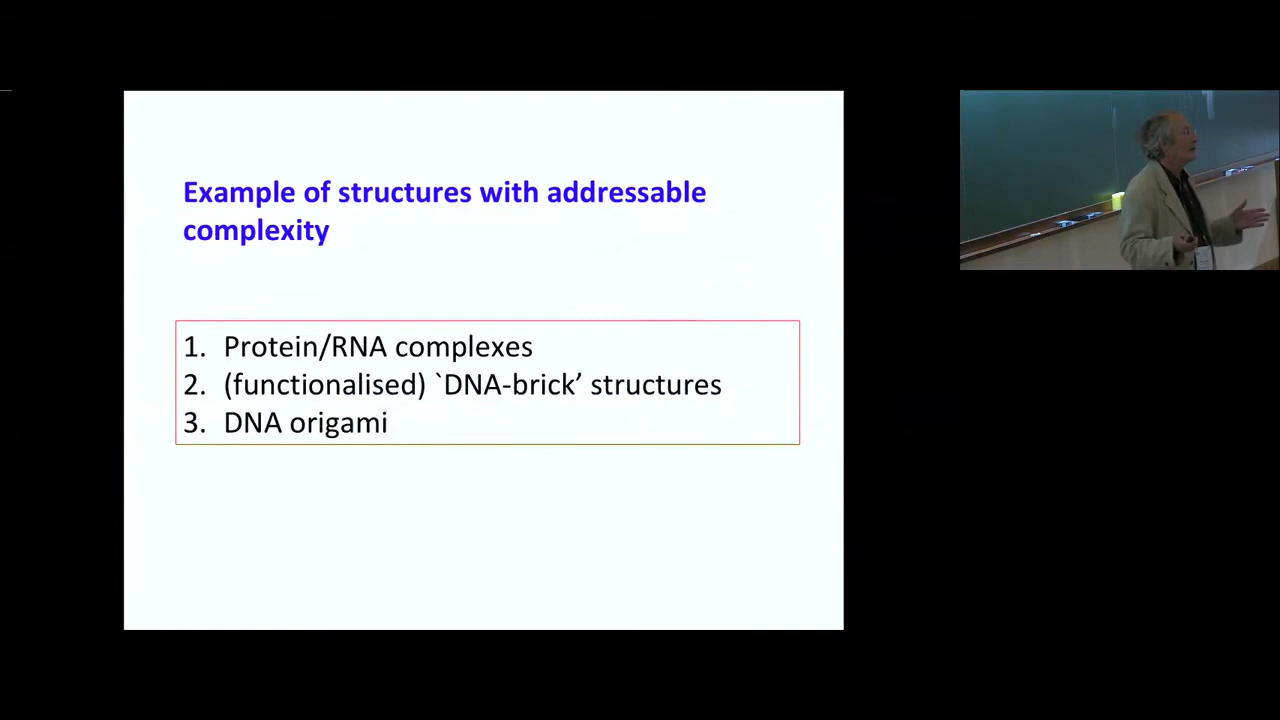 Example of structures with addressable
complexity
1. Protein/RNA complexes
2. (functionalised) `DNA-brick’ structures
3. DNA origami